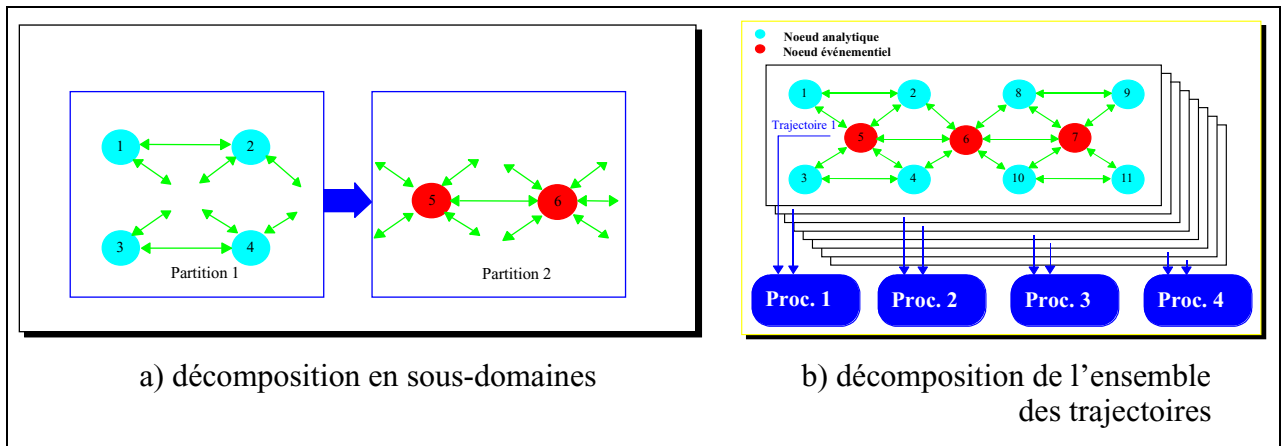 1
2
3
4
Partition 1
5
6
Partition 2
a) décomposition en sous-domaines
Noeud analytique
Noeud événementiel
1
2
8
9
Trajectoire 1
5
6
7
3
4
10
11
Proc. 1
Proc. 2
Proc. 3
Proc. 4
b) décomposition de l’ensemble
des trajectoires